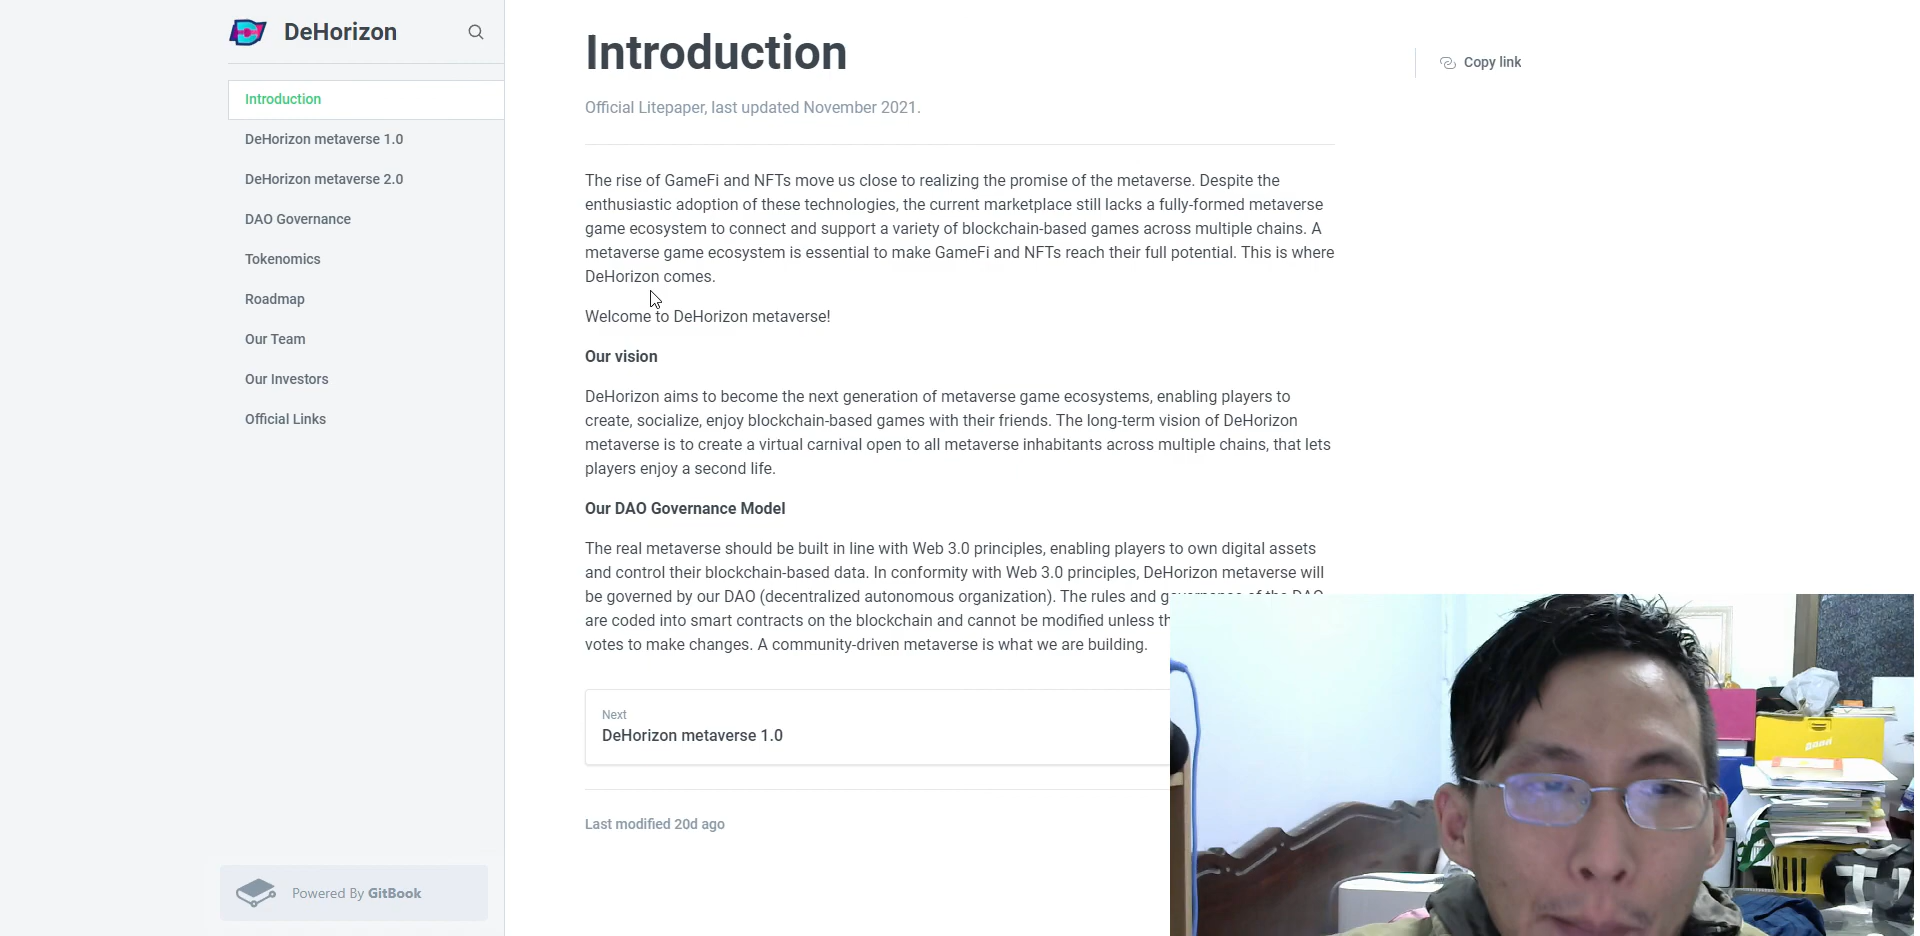 DeHorizon
Introduction
DeHorizon metaverse 1.0
DeHorizon metaverse 2.0
DAO Governance
Tokenomics
Roadmap
Our Team
Our Investors
Official Links
Powered By GitBook
Introduction
Copy link
Official Litepaper, last updated November 2021.
The rise of GameFi and NFTs move us close to realizing the promise of the metaverse. Despite the
enthusiastic adoption of these technologies, the current marketplace still lacks a fully-formed metaverse
game ecosystem to connect and support a variety of blockchain-based games across multiple chains. A
metaverse game ecosystem is essential to make GameFi and NFTs reach their full potential. This is where
DeHorizon comes.
Welcome to DeHorizon metaverse!
Our vision
DeHorizon aims to become the next generation of metaverse game ecosystems, enabling players to
create, socialize, enjoy blockchain-based games with their friends. The long-term vision of DeHorizon
metaverse is to create a virtual carnival open to all metaverse inhabitants across multiple chains, that lets
players enjoy a second life.
Our DAO Governance Model
The real metaverse should be built in line with Web 3.0 principles, enabling players to own digital assets
and control their blockchain-based data. In conformity with Web 3.0 principles, DeHorizon metaverse will
be governed by our DAO (decentralized autonomous organization). The rules and governance of the DAO
are coded into smart contracts on the blockchain and cannot be modified unless
votes to make changes. A community-driven metaverse is what we are building.
Next
DeHorizon metaverse 1.0
Last modified 20d ago